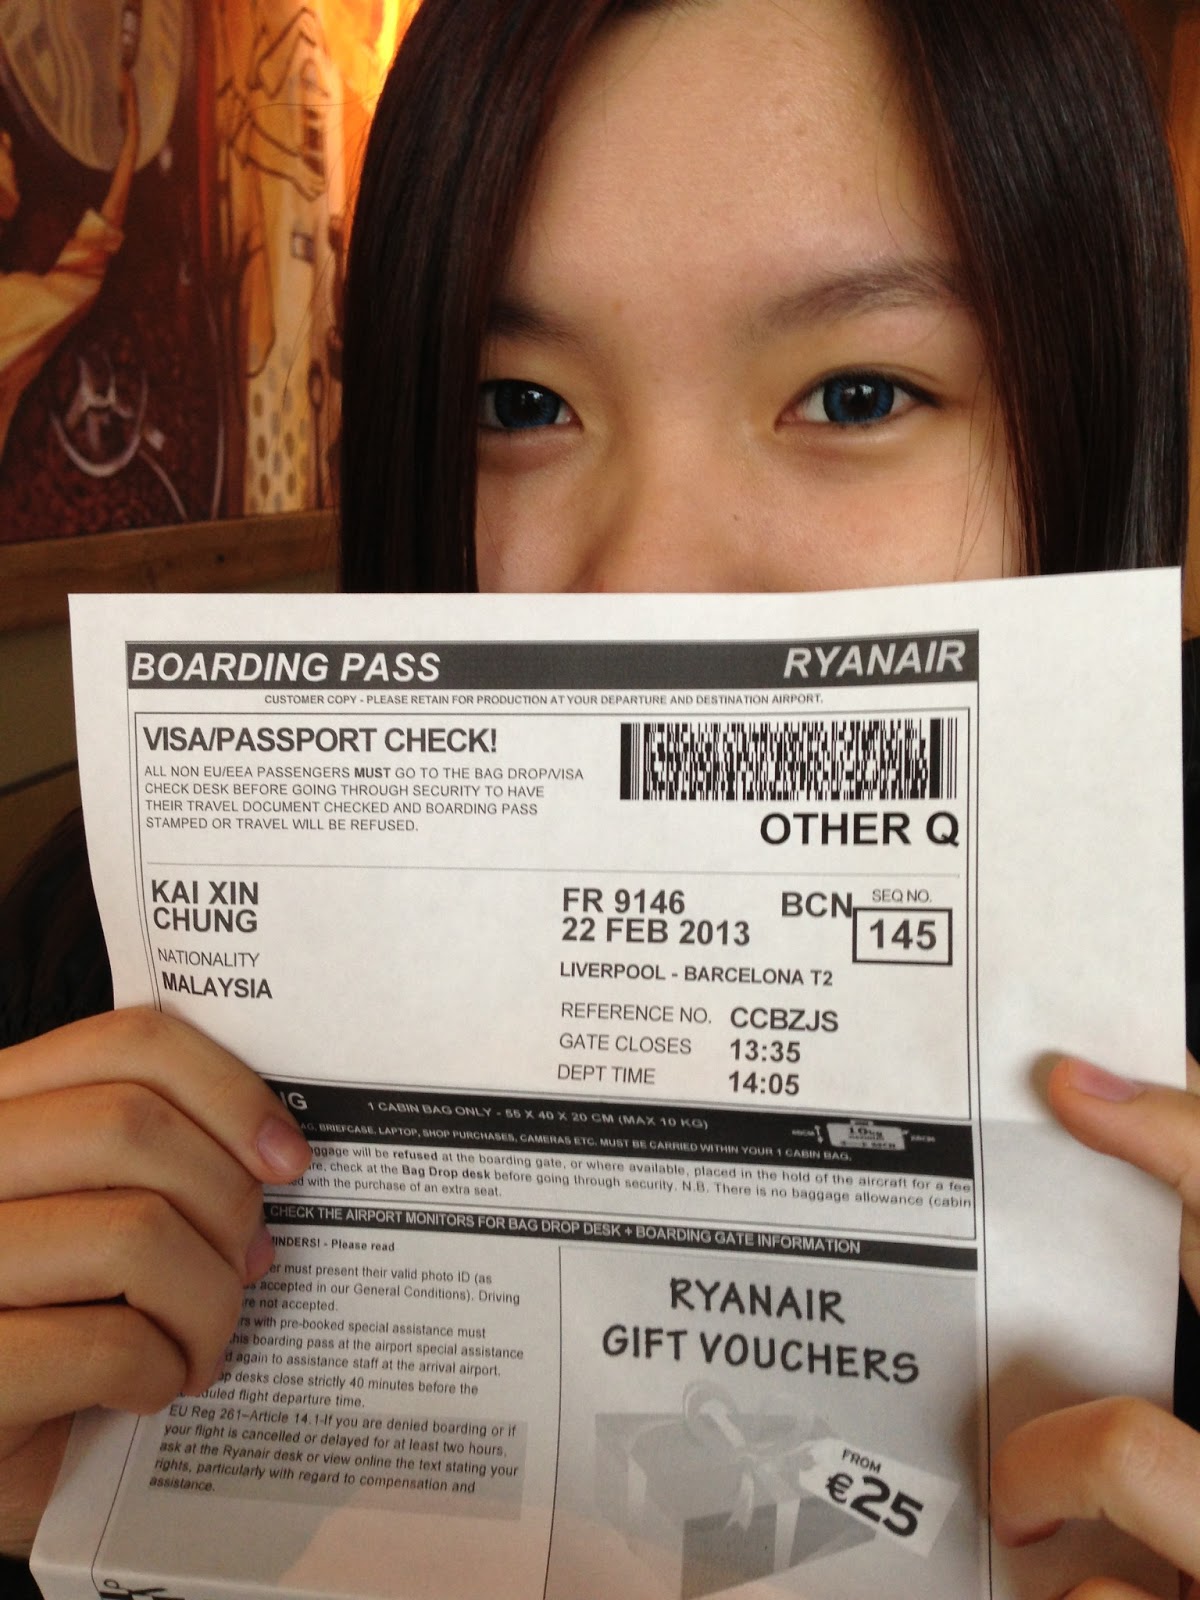 BOARDING PASS RYANAIR
CUSTOMER COPY - PLEASE RETAIN FOR PRODUCTION AT YOUR DEPARTURE AND DESTINATION AIRPORT.
VISA/PASSPORT CHECK!
ALL NON EU/EEA PASSENGERS MUST GO TO THE BAG DROP/VISA
CHECK DESK BEFORE GOING THROUGH SECURITY TO HAVE
THEIR TRAVEL DOCUMENT CHECKED AND BOARDING PASS
STAMPED OR TRAVEL WILL BE REFUSED.
OTHER Q
KAI XIN
CHUNG
NATIONALITY
MALAYSIA
FR 9146
22 FEB 2013
BCN
SEQ NO.
145
LIVERPOOL - BARCELONA T2
REFERENCE NO. CCBZJS
GATE CLOSES 13:35
DEPT TIME 14:05
1 CABIN BAG ONLY - 55 X 40 X 20 CM (MAX 10 KG)
BRIEFCASE, LAPTOP, SHOP PURCHASES, CAMERAS ETC. MUST BE CARRIED WITHIN YOUR 1 CABIN BAG.
10kg
will be refused at the boarding gate, or where available, placed in the hold of the aircraft for a fee
check at the Bag Drop desk before going through security. N.B. There is no baggage allowance (cabin
with the purchase of an extra seat.
CHECK THE AIRPORT MONITORS FOR BAG DROP DESK + BOARDING GATE INFORMATION
- Please read
must present their valid photo ID (as
accepted in our General Conditions). Driving
not accepted.
with pre-booked special assistance must
boarding pass at the airport special assistance
again to assistance staff at the arrival airport.
desks close strictly 40 minutes before the
flight departure time.
EU Reg 261–Article 14.1-If you are denied boarding or if
your flight is cancelled or delayed for at least two hours,
ask at the Ryanair desk or view online the text stating your
rights, particularly with regard to compensation and
assistance.
RYANAIR
GIFT VOUCHERS
FROM
€25